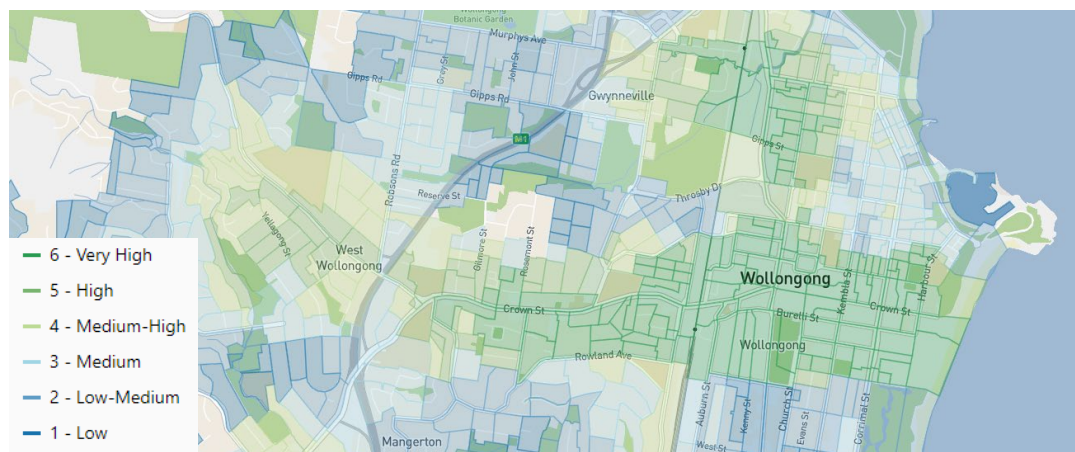 Wollongong
Botanic Garden
Murphys Ave
Grey St
John St
Gipps Rd
Gipps Rd
Gwynneville
M1
Gipps St
Robsons Rd
Reserve St
Throsby Dr
Yellagong St
West
Wollongong
Gilmore St
Rosemont St
Wollongong
Kembla St
Harbour St
Crown St
Crown St
Burelli St
Wollongong
Rowland Ave
Auburn St
Kenny St
Church St
Evans St
Corrimal St
West St
Mangerton
6 - Very High
5 - High
4 - Medium-High
3 - Medium
2 - Low-Medium
1 - Low